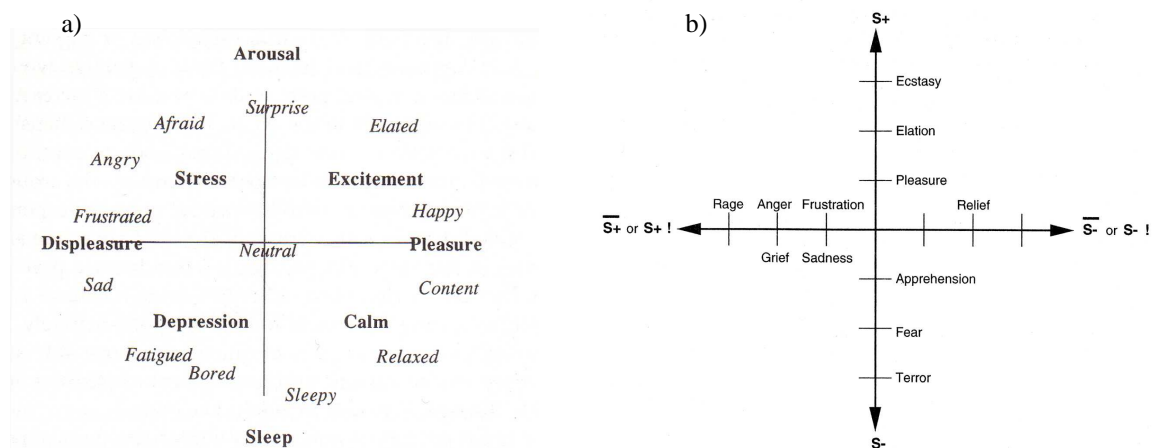 a)
Arousal
Surprise
Afraid
Elated
Angry
Stress
Excitement
Happy
Frustrated
Displeasure
Neutral
Pleasure
Sad
Content
Depression
Calm
Fatigued
Relaxed
Bored
Sleepy
Sleep
b)
S+
Ecstasy
Elation
Pleasure
Rage Anger Frustration Relief
S̅+̅ or S+ !
S̅-̅ or S- !
Grief Sadness
Apprehension
Fear
Terror
S-